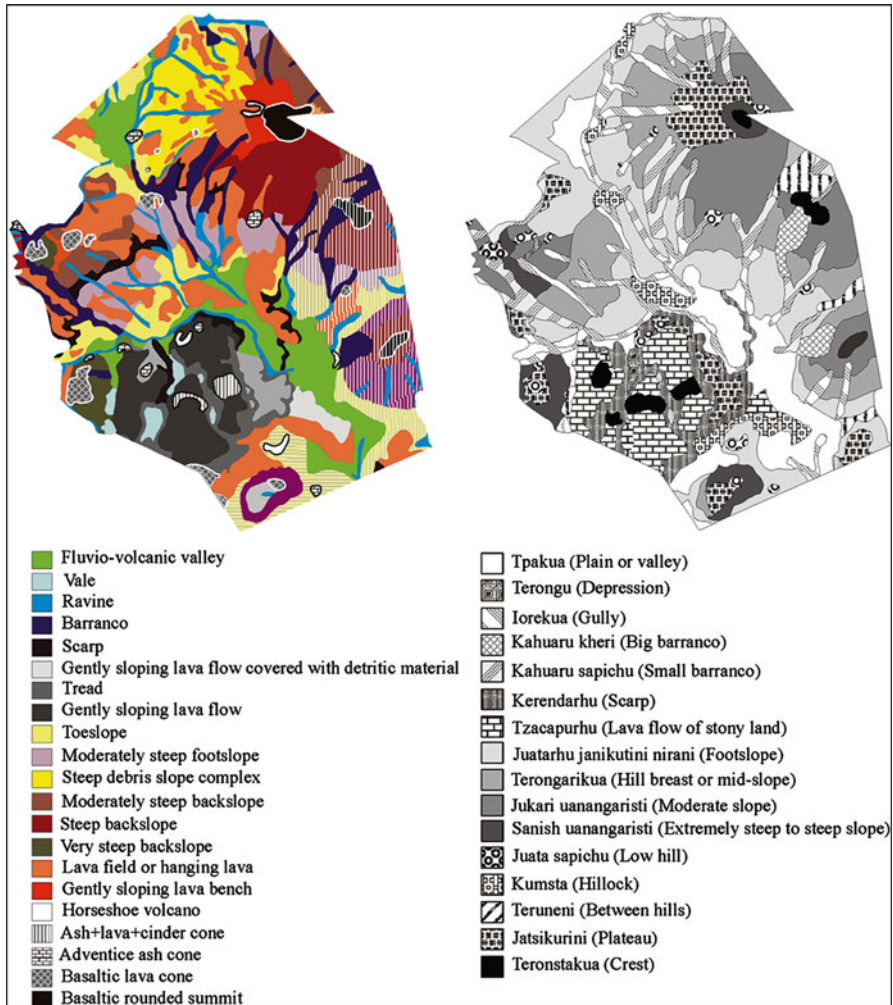 Fluvio-volcanic valley
Vale
Ravine
Barranco
Scarp
Gently sloping lava flow covered with detritic material
Tread
Gently sloping lava flow
Toeslope
Moderately steep footslope
Steep debris slope complex
Moderately steep backslope
Steep backslope
Very steep backslope
Lava field or hanging lava
Gently sloping lava bench
Horseshoe volcano
Ash+lava+cinder cone
Adventice ash cone
Basaltic lava cone
Basaltic rounded summit
Tpakua (Plain or valley)
Terongu (Depression)
Iorekua (Gully)
Kahuaru kheri (Big barranco)
Kahuaru sapichu (Small barranco)
Kerendarhu (Scarp)
Tzacapurhu (Lava flow of stony land)
Juatarhu janikutini nirani (Footslope)
Terongarikua (Hill breast or mid-slope)
Jukari uanangaristi (Moderate slope)
Sanish uanangaristi (Extremely steep to steep slope)
Juata sapichu (Low hill)
Kumsta (Hillock)
Teruneni (Between hills)
Jatsikurini (Plateau)
Teronstakua (Crest)